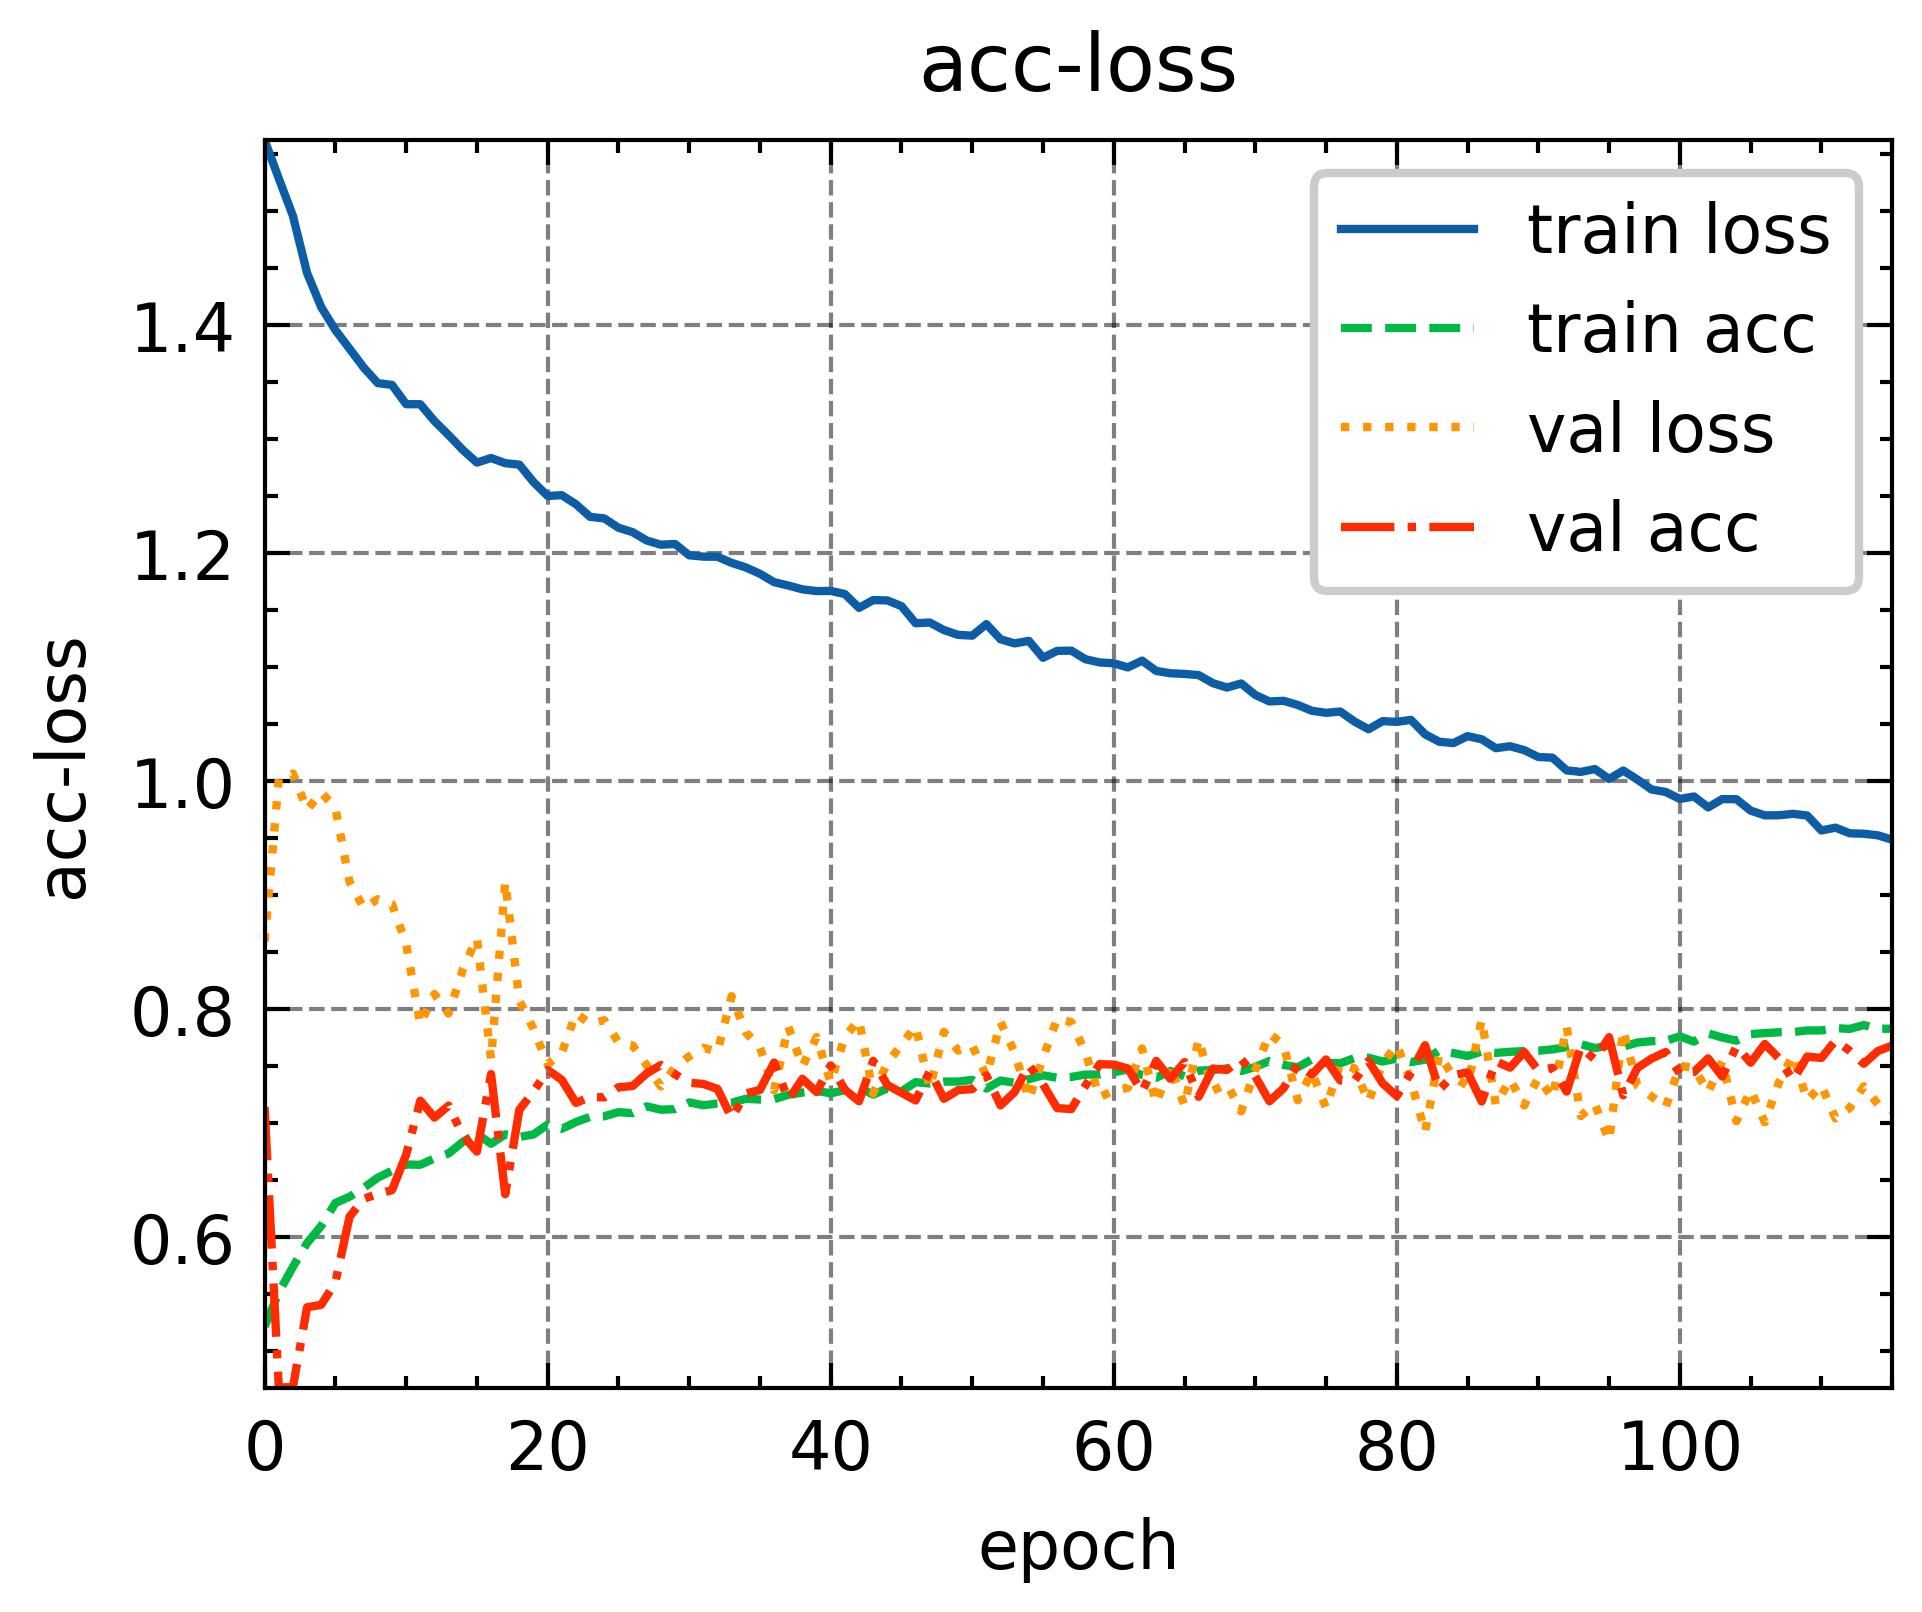 acc-loss
train loss
train acc
val loss
val acc
1.4
1.2
1.0
0.8
0.6
acc-loss
0 20 40 60 80 100
epoch